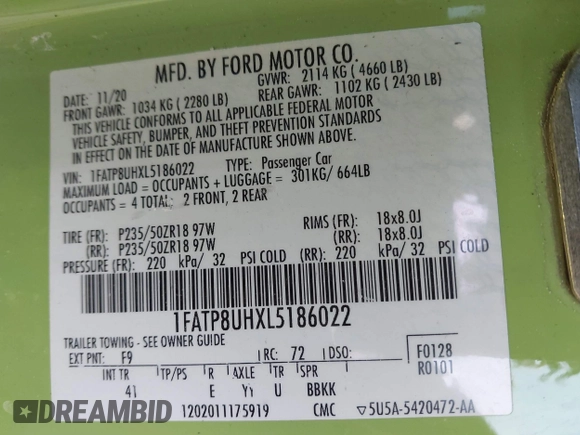 MFD. BY FORD MOTOR CO.
DATE: 11/20 GVWR: 2114 KG ( 4660 LB)
FRONT GAWR: 1034 KG ( 2280 LB) REAR GAWR: 1102 KG ( 2430 LB)
THIS VEHICLE CONFORMS TO ALL APPLICABLE FEDERAL MOTOR
VEHICLE SAFETY, BUMPER, AND THEFT PREVENTION STANDARDS
IN EFFECT ON THE DATE OF MANUFACTURE SHOWN ABOVE.
VIN: 1FATP8UHXL5186022 TYPE: Passenger Car
MAXIMUM LOAD = OCCUPANTS + LUGGAGE = 301KG/ 664LB
OCCUPANTS = 4 TOTAL: 2 FRONT, 2 REAR
TIRE (FR): P235/50ZR18 97W RIMS (FR): 18x8.0J
(RR): P235/50ZR18 97W (RR): 18x8.0J
PRESSURE (FR): 220 kPa/ 32 PSI COLD (RR): 220 kPa/ 32 PSI COLD
1FATP8UHXL5186022
TRAILER TOWING - SEE OWNER GUIDE
EXT PNT: F9 RC: 72 DSO: F0128
INT TR TP/PS R AXLE TR SPR R0101
41 E Y U BBKK
1202011175919 CMC ▽5U5A-5420472-AA
DREAMBID